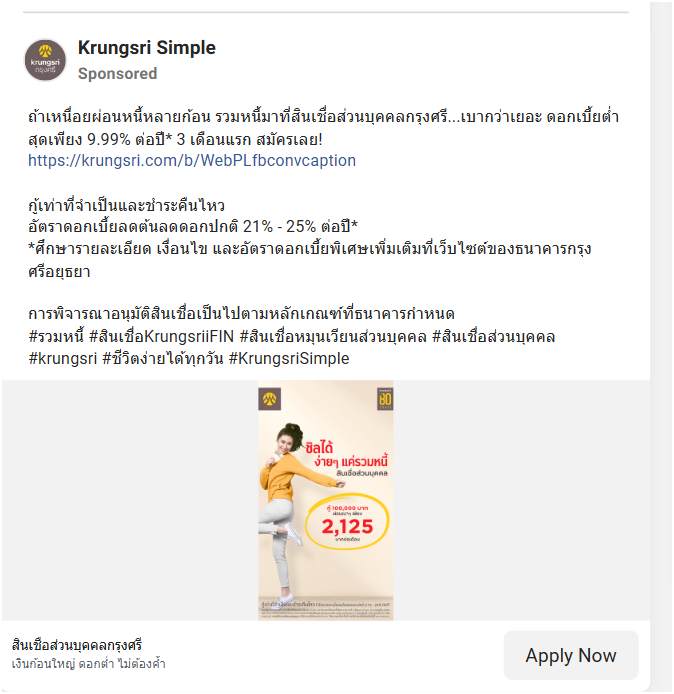 Krungsri Simple
Sponsored
krungsri
กรุงศรี
ถ้าเหนื่อยผ่อนหนี้หลายก้อน รวมหนี้มาที่สินเชื่อส่วนบุคคลกรุงศรี...เบากว่าเยอะ ดอกเบี้ยต่ำ
สุดเพียง 9.99% ต่อปี* 3 เดือนแรก สมัครเลย!
https://krungsri.com/b/WebPLfbconvcaption
กู้เท่าที่จำเป็นและชำระคืนไหว
อัตราดอกเบี้ยลดต้นลดดอกปกติ 21% - 25% ต่อปี*
*ศึกษารายละเอียด เงื่อนไข และอัตราดอกเบี้ยพิเศษเพิ่มเติมที่เว็บไซต์ของธนาคารกรุง
ศรีอยุธยา
การพิจารณาอนุมัติสินเชื่อเป็นไปตามหลักเกณฑ์ที่ธนาคารกำหนด
#รวมหนี้ #สินเชื่อKrungsriiFIN #สินเชื่อหมุนเวียนส่วนบุคคล #สินเชื่อส่วนบุคคล
#krungsri #ชีวิตง่ายได้ทุกวัน #KrungsriSimple
80
ชิลได้
ง่ายๆ แค่รวมหนี้
สินเชื่อส่วนบุคคล
กู้ 100,000 บาท
ผ่อนเบาๆ เพียง
2,125
บาทต่อเดือน
สินเชื่อส่วนบุคคลกรุงศรี
เงินก้อนใหญ่ ดอกต่ำ ไม่ต้องค้ำ
Apply Now